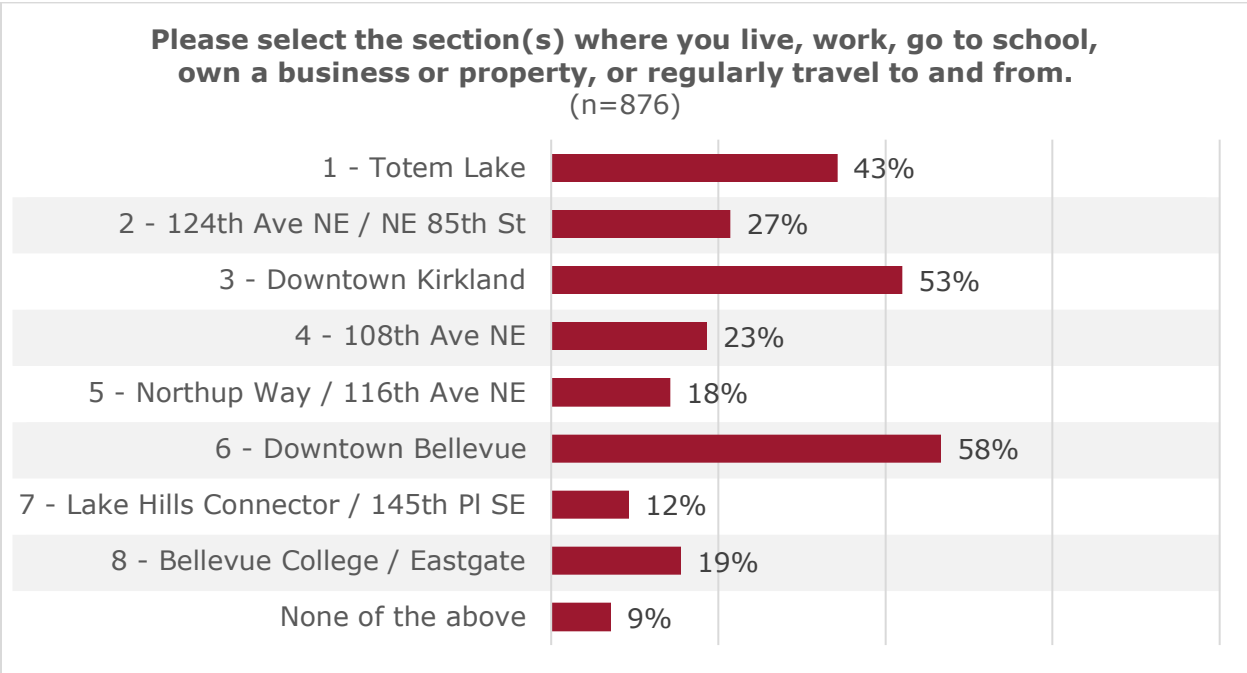 Please select the section(s) where you live, work, go to school,
own a business or property, or regularly travel to and from.
(n=876)
1 - Totem Lake 43%
2 - 124th Ave NE / NE 85th St 27%
3 - Downtown Kirkland 53%
4 - 108th Ave NE 23%
5 - Northup Way / 116th Ave NE 18%
6 - Downtown Bellevue 58%
7 - Lake Hills Connector / 145th Pl SE 12%
8 - Bellevue College / Eastgate 19%
None of the above 9%